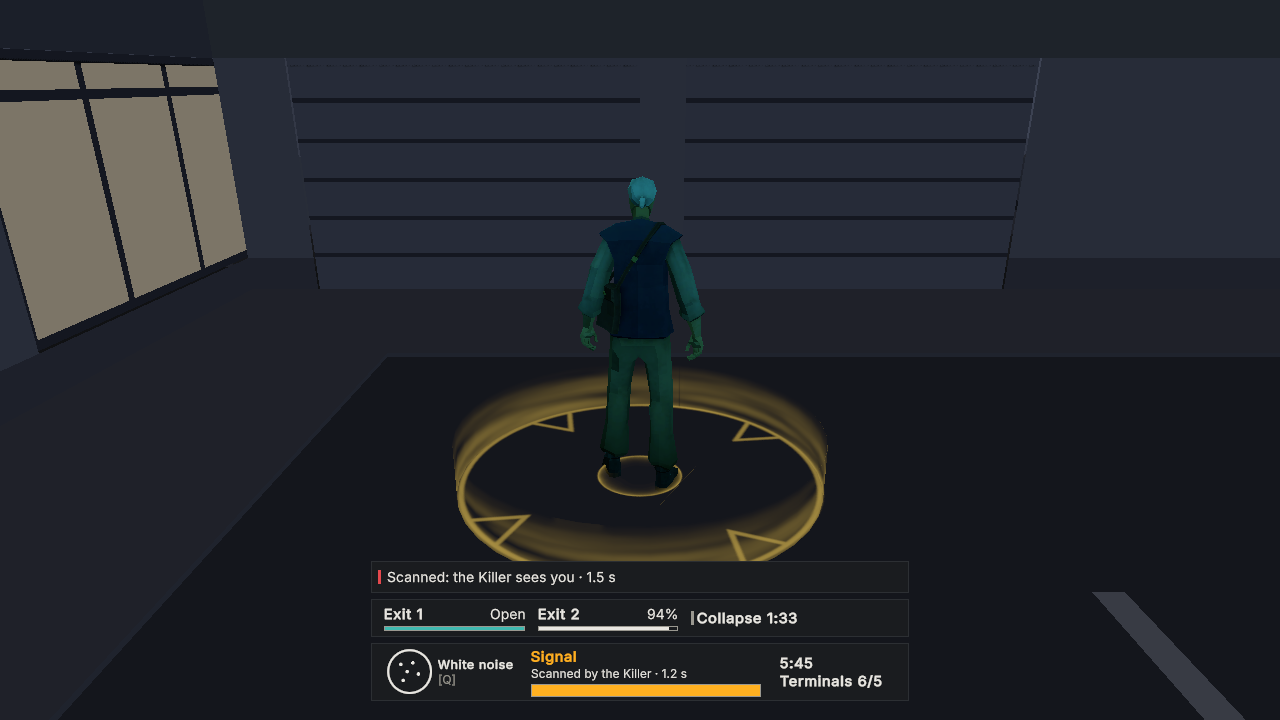 Scanned: the Killer sees you · 1.5 s
Exit 1 Open Exit 2 94% Collapse 1:33
White noise
[Q]
Signal
Scanned by the Killer · 1.2 s
5:45
Terminals 6/5